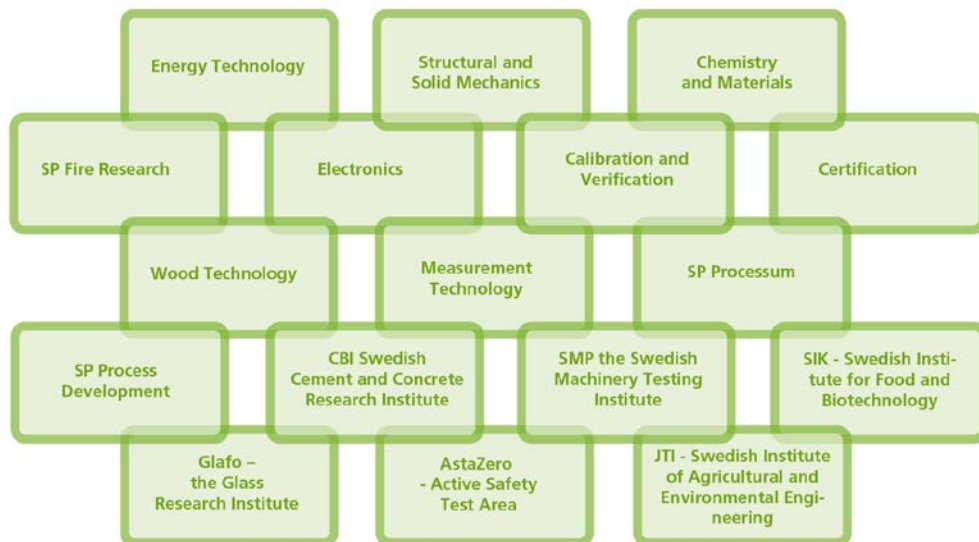 Energy Technology
Structural and
Solid Mechanics
Chemistry
and Materials
SP Fire Research
Electronics
Calibration and
Verification
Certification
Wood Technology
Measurement
Technology
SP Processum
SP Process
Development
CBI Swedish
Cement and Concrete
Research Institute
SMP the Swedish
Machinery Testing
Institute
SIK - Swedish Insti-
tute for Food and
Biotechnology
Glafo –
the Glass
Research Institute
AstaZero
- Active Safety
Test Area
JTI - Swedish Institute
of Agricultural and
Environmental Engi-
neering